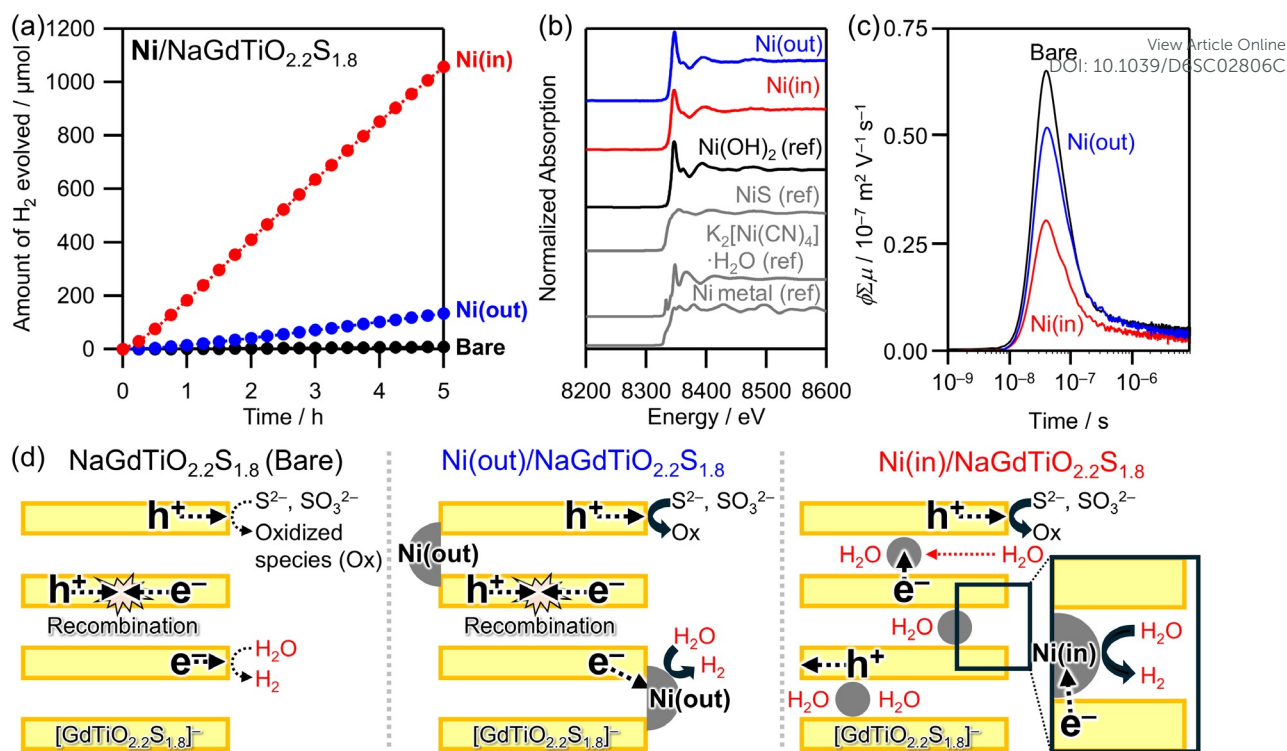 (a)
1200
1000
800
600
400
200
0
Amount of H₂ evolved / μmol
Ni/NaGdTiO₂.₂S₁.₈
Ni(in)
Ni(out)
Bare
0 1 2 3 4 5
Time / h
(b)
Normalized Absorption
Ni(out)
Ni(in)
Ni(OH)₂ (ref)
NiS (ref)
K₂[Ni(CN)₄]
·H₂O (ref)
Ni metal (ref)
8200 8300 8400 8500 8600
Energy / eV
(c)
View Article Online
DOI: 10.1039/D6SC02806C
0.75
0.50
0.25
0.00
φΣμ / 10⁻⁷ m² V⁻¹ s⁻¹
Bare
Ni(out)
Ni(in)
10⁻⁹ 10⁻⁸ 10⁻⁷ 10⁻⁶
Time / s
(d)
NaGdTiO₂.₂S₁.₈ (Bare)
h⁺
S²⁻, SO₃²⁻
Oxidized
species (Ox)
h⁺ e⁻
Recombination
e⁻
H₂O
H₂
[GdTiO₂.₂S₁.₈]⁻
Ni(out)/NaGdTiO₂.₂S₁.₈
h⁺
S²⁻, SO₃²⁻
Ox
Ni(out)
h⁺ e⁻
Recombination
e⁻
H₂O
H₂
Ni(out)
[GdTiO₂.₂S₁.₈]⁻
Ni(in)/NaGdTiO₂.₂S₁.₈
h⁺
S²⁻, SO₃²⁻
Ox
H₂O H₂O
e⁻
H₂O
h⁺
H₂O H₂O
[GdTiO₂.₂S₁.₈]⁻
Ni(in)
H₂O
H₂
e⁻